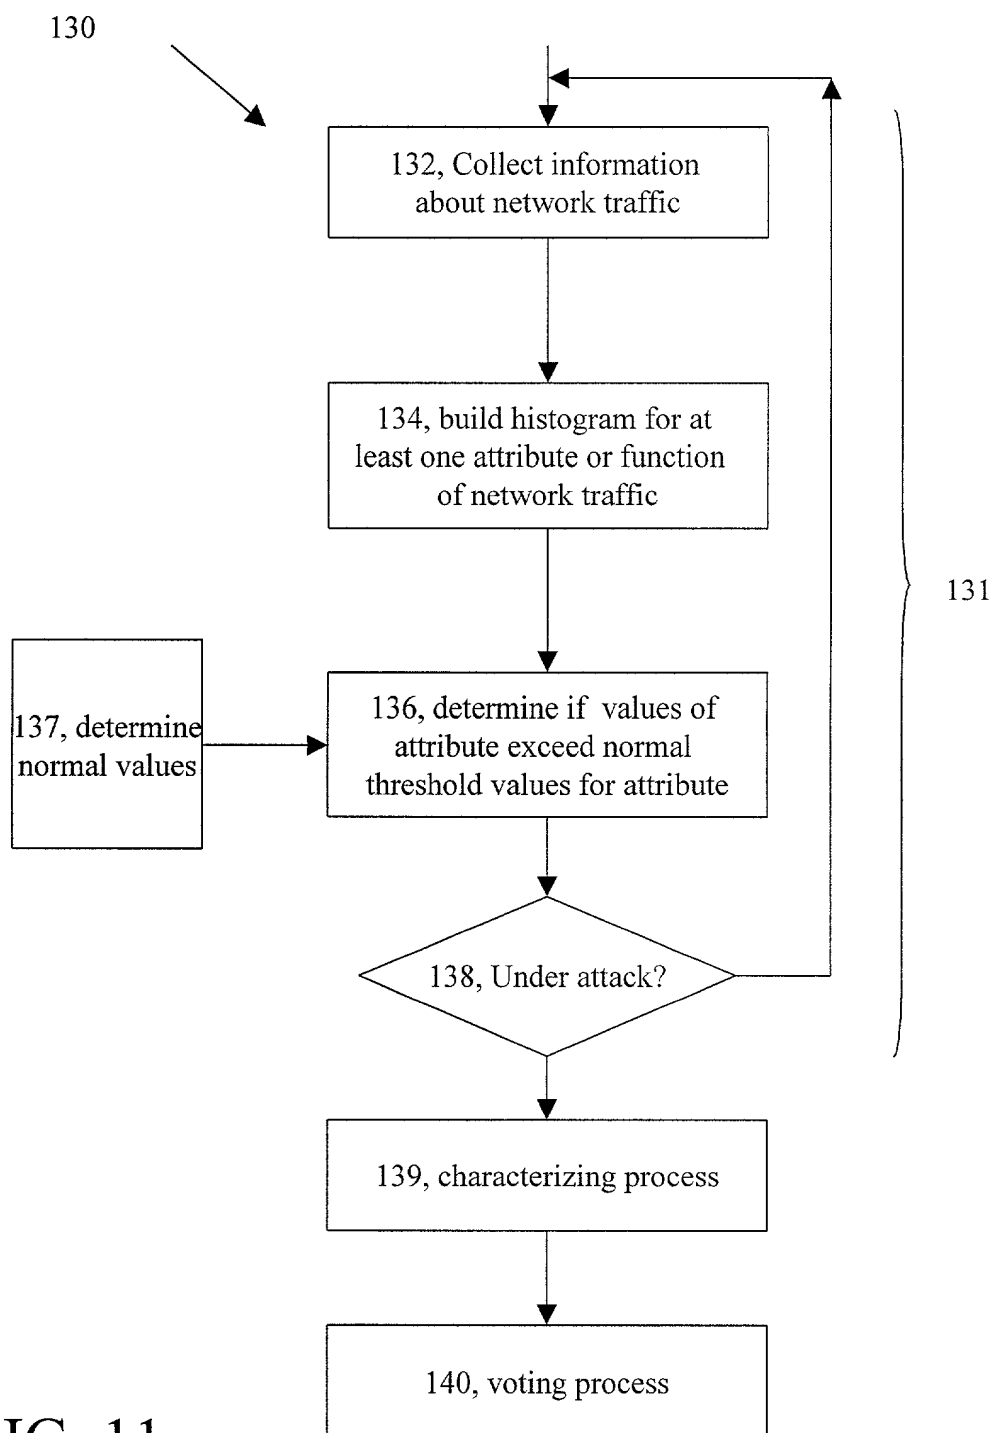 130
132, Collect information
about network traffic
134, build histogram for at
least one attribute or function
of network traffic
131
137, determine
normal values
136, determine if values of
attribute exceed normal
threshold values for attribute
138, Under attack?
139, characterizing process
140, voting process